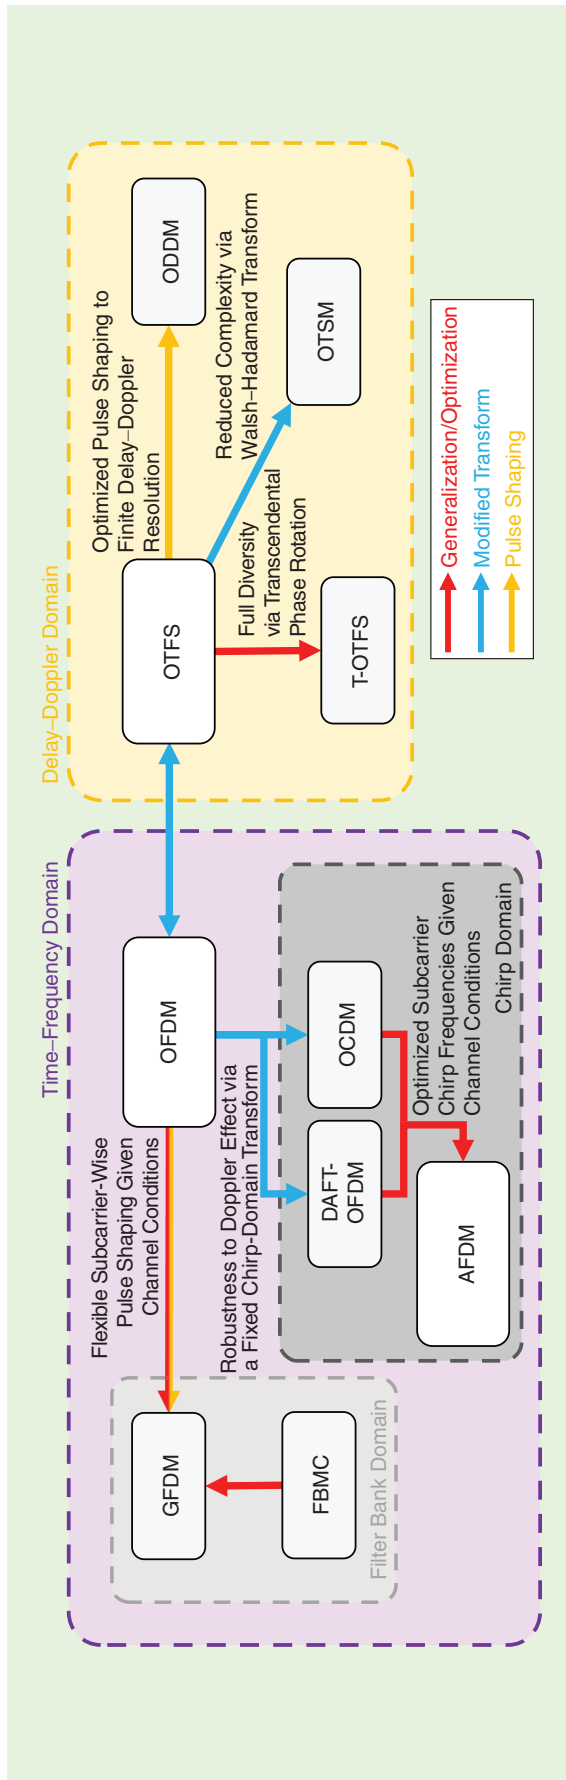 Time–Frequency Domain
Delay–Doppler Domain
Flexible Subcarrier-Wise
Pulse Shaping Given
Channel Conditions
GFDM
FBMC
Filter Bank Domain
OFDM
Robustness to Doppler Effect via
a Fixed Chirp-Domain Transform
DAFT-
OFDM
OCDM
AFDM
Optimized Subcarrier
Chirp Frequencies Given
Channel Conditions
Chirp Domain
OTFS
Optimized Pulse Shaping to
Finite Delay–Doppler
Resolution
ODDM
Reduced Complexity via
Walsh–Hadamard Transform
OTSM
Full Diversity
via Transcendental
Phase Rotation
T-OTFS
Generalization/Optimization
Modified Transform
Pulse Shaping